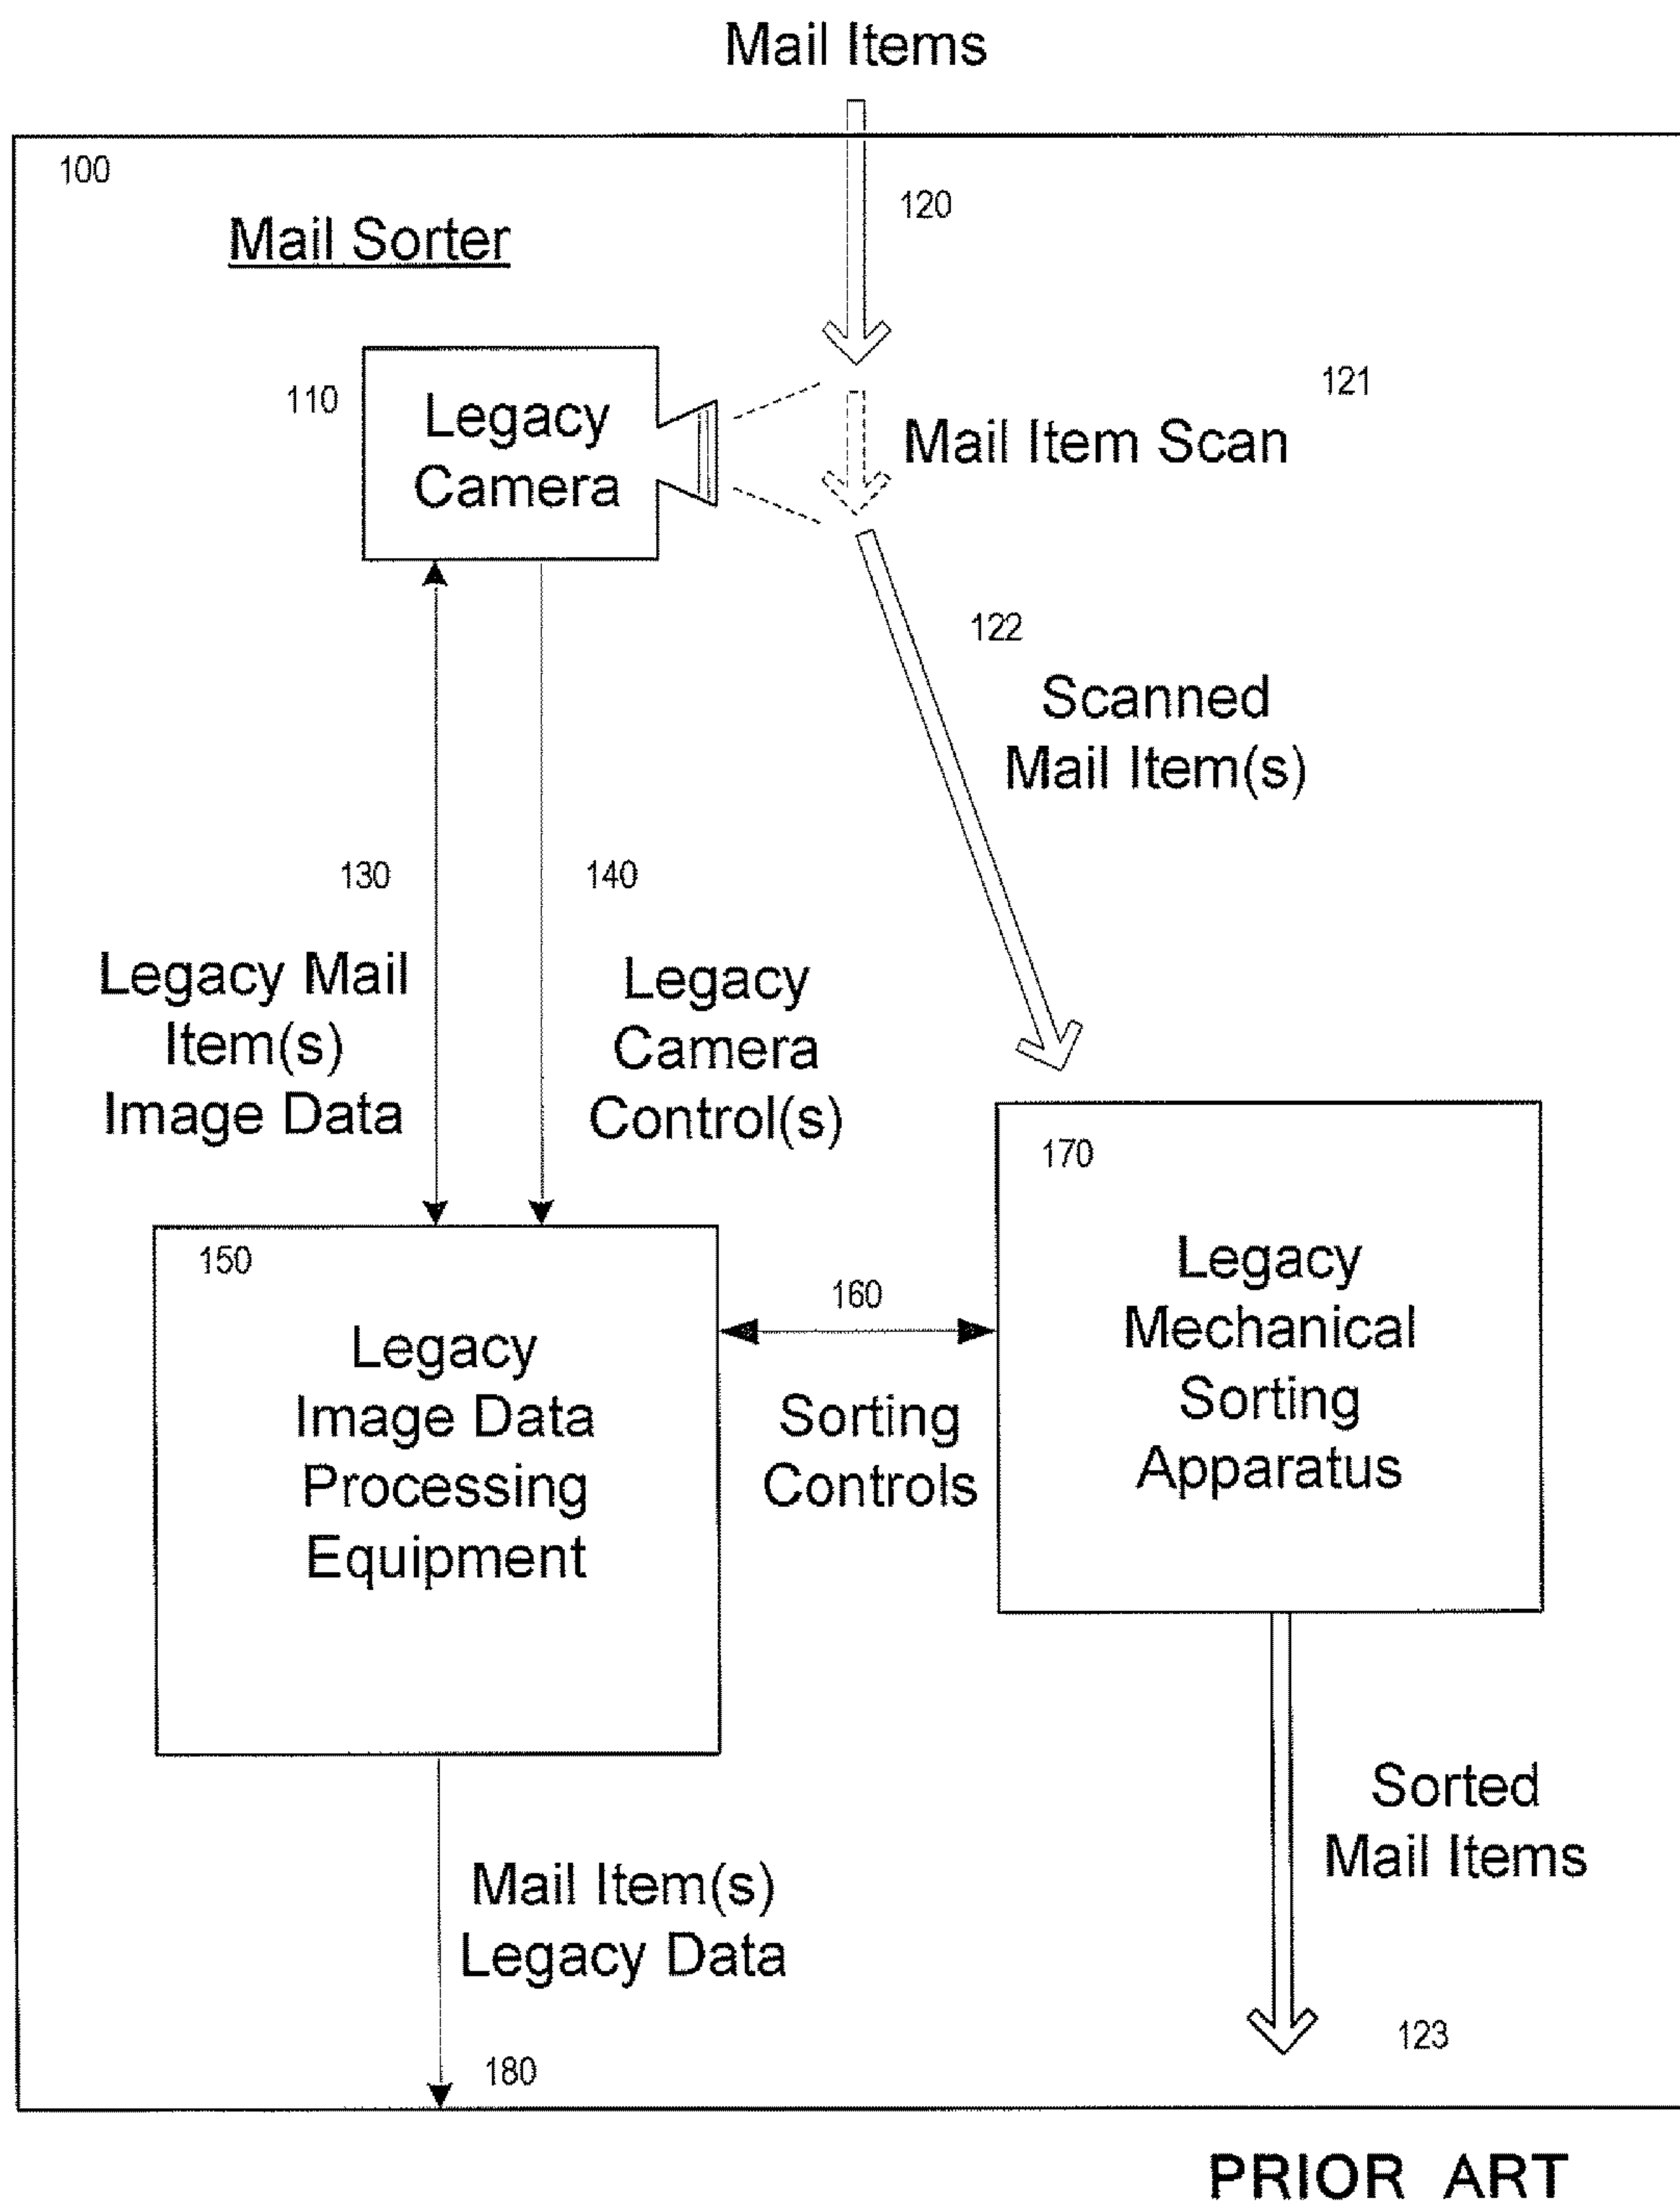 Mail Items
100
120
Mail Sorter
121
110
Legacy
Camera
Mail Item Scan
122
Scanned
Mail Item(s)
130
140
Legacy Mail
Item(s)
Image Data
Legacy
Camera
Control(s)
170
Legacy
Mechanical
Sorting
Apparatus
150
Legacy
Image Data
Processing
Equipment
160
Sorting
Controls
Sorted
Mail Items
Mail Item(s)
Legacy Data
123
180
PRIOR ART